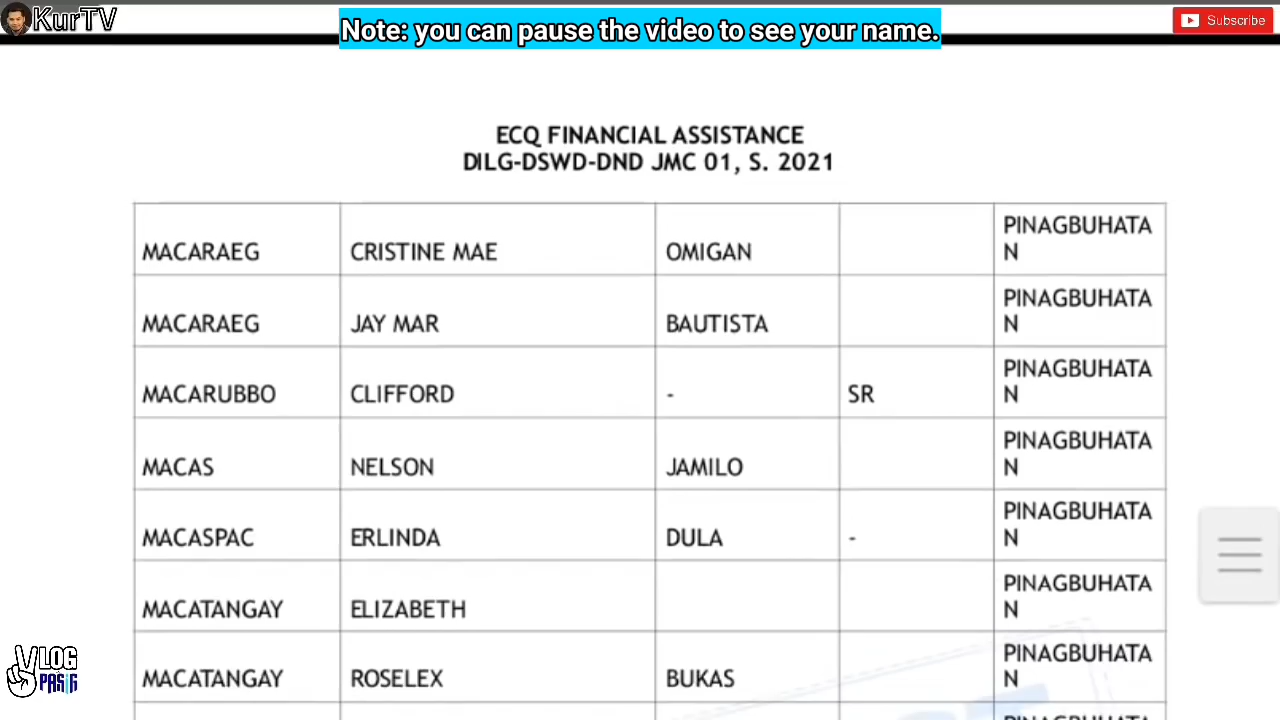 KurTV
Note: you can pause the video to see your name.
Subscribe
ECQ FINANCIAL ASSISTANCE
DILG-DSWD-DND JMC 01, S. 2021
MACARAEG CRISTINE MAE OMIGAN PINAGBUHATA
N
MACARAEG JAY MAR BAUTISTA PINAGBUHATA
N
MACARUBBO CLIFFORD - SR PINAGBUHATA
N
MACAS NELSON JAMILO PINAGBUHATA
N
MACASPAC ERLINDA DULA - PINAGBUHATA
N
MACATANGAY ELIZABETH PINAGBUHATA
N
MACATANGAY ROSELEX BUKAS PINAGBUHATA
N
VLOG
PASIG